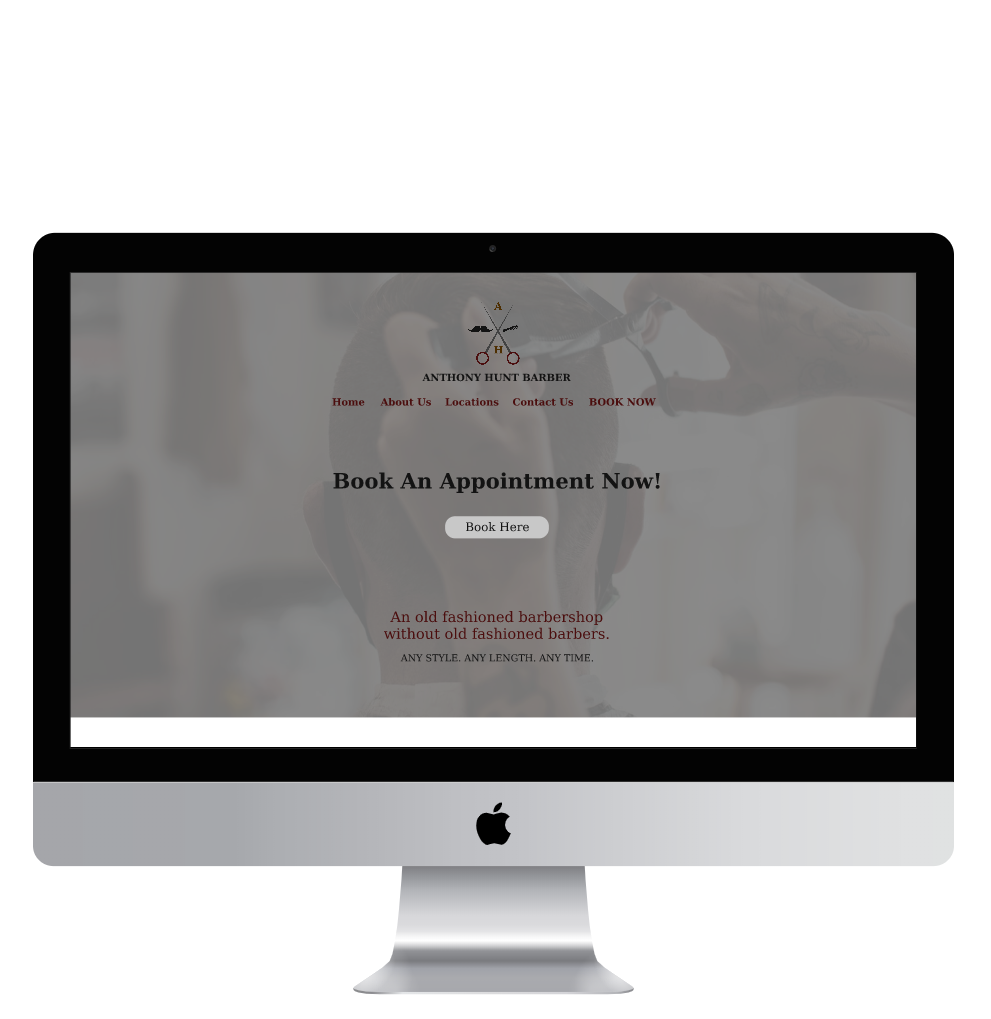 A
H
ANTHONY HUNT BARBER
Home About Us Locations Contact Us BOOK NOW
Book An Appointment Now!
Book Here
An old fashioned barbershop
without old fashioned barbers.
ANY STYLE. ANY LENGTH. ANY TIME.